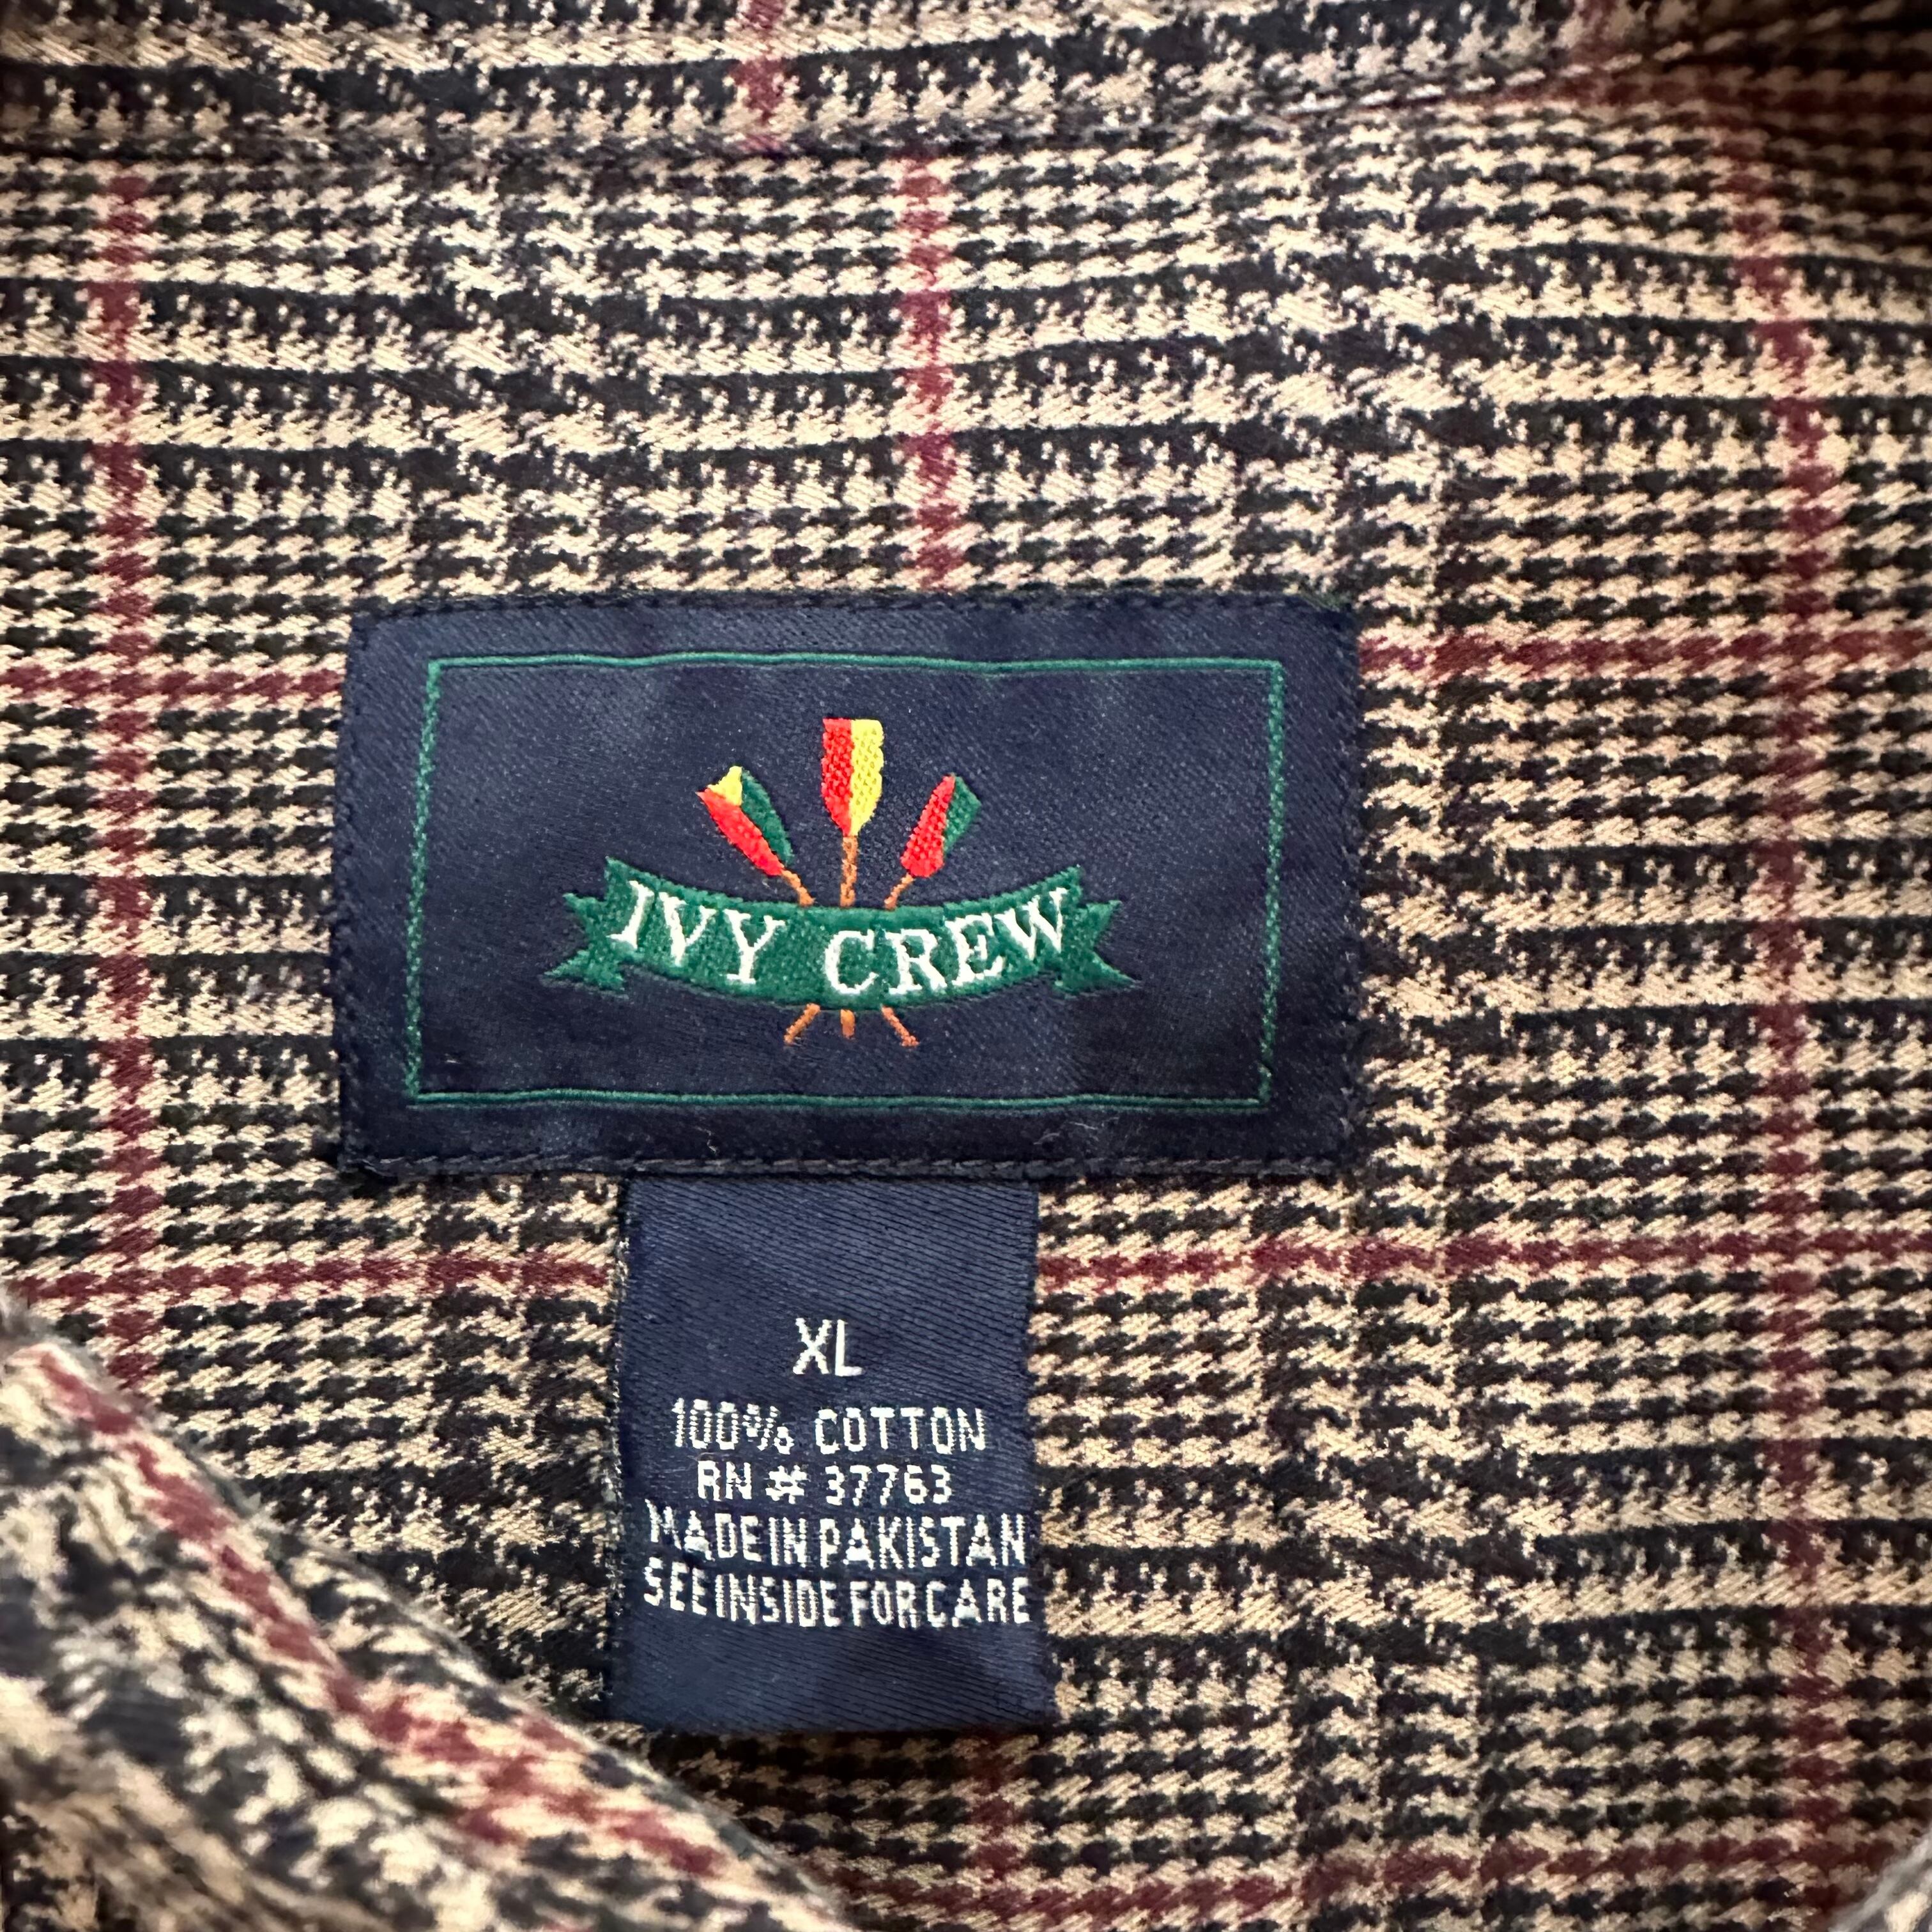 IVY CREW
XL
100% COTTON
RN # 37763
MADE IN PAKISTAN
SEE INSIDE FOR CARE